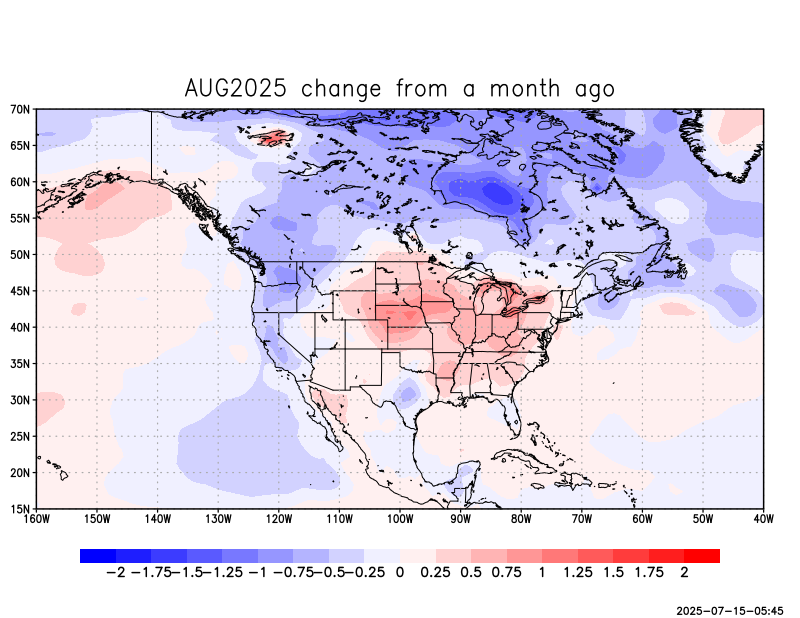 AUG2025 change from a month ago
70N
65N
60N
55N
50N
45N
40N
35N
30N
25N
20N
15N
160W 150W 140W 130W 120W 110W 100W 90W 80W 70W 60W 50W 40W
−2 −1.75 −1.5 −1.25 −1 −0.75 −0.5 −0.25 0 0.25 0.5 0.75 1 1.25 1.5 1.75 2
2025-07-15-05:45